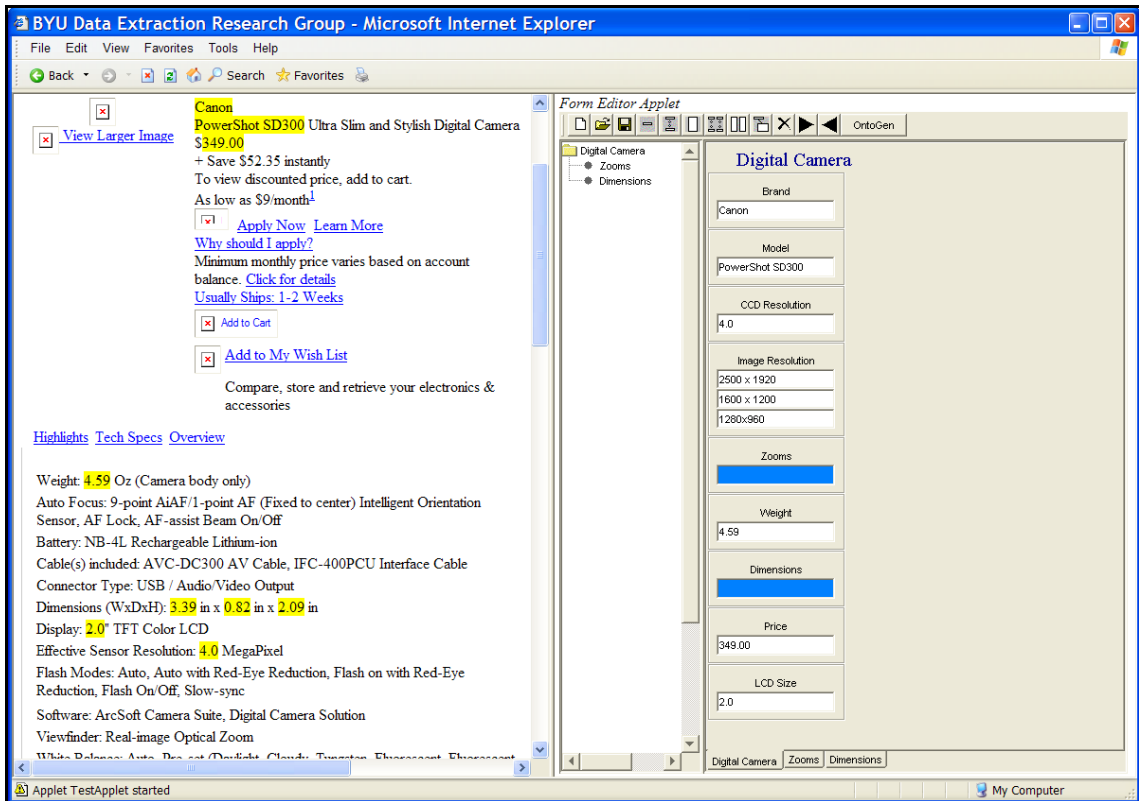 BYU Data Extraction Research Group - Microsoft Internet Explorer
File Edit View Favorites Tools Help
Back Search Favorites
View Larger Image
Canon
PowerShot SD300 Ultra Slim and Stylish Digital Camera
$349.00
+ Save $52.35 instantly
To view discounted price, add to cart.
As low as $9/month1
Apply Now Learn More
Why should I apply?
Minimum monthly price varies based on account
balance. Click for details
Usually Ships: 1-2 Weeks
Add to Cart
Add to My Wish List
Compare, store and retrieve your electronics &
accessories
Highlights Tech Specs Overview
Weight: 4.59 Oz (Camera body only)
Auto Focus: 9-point AiAF/1-point AF (Fixed to center) Intelligent Orientation
Sensor, AF Lock, AF-assist Beam On/Off
Battery: NB-4L Rechargeable Lithium-ion
Cable(s) included: AVC-DC300 AV Cable, IFC-400PCU Interface Cable
Connector Type: USB / Audio/Video Output
Dimensions (WxDxH): 3.39 in x 0.82 in x 2.09 in
Display: 2.0" TFT Color LCD
Effective Sensor Resolution: 4.0 MegaPixel
Flash Modes: Auto, Auto with Red-Eye Reduction, Flash on with Red-Eye
Reduction, Flash On/Off, Slow-sync
Software: ArcSoft Camera Suite, Digital Camera Solution
Viewfinder: Real-image Optical Zoom
White Balance: Auto, Pre-set (Daylight, Cloudy, Tungsten, Fluorescent, Fluorescent
Form Editor Applet
OntoGen
Digital Camera
Zooms
Dimensions
Digital Camera
Brand
Canon
Model
PowerShot SD300
CCD Resolution
4.0
Image Resolution
2500 x 1920
1600 x 1200
1280x960
Zooms
Weight
4.59
Dimensions
Price
349.00
LCD Size
2.0
Digital Camera Zooms Dimensions
Applet TestApplet started
My Computer